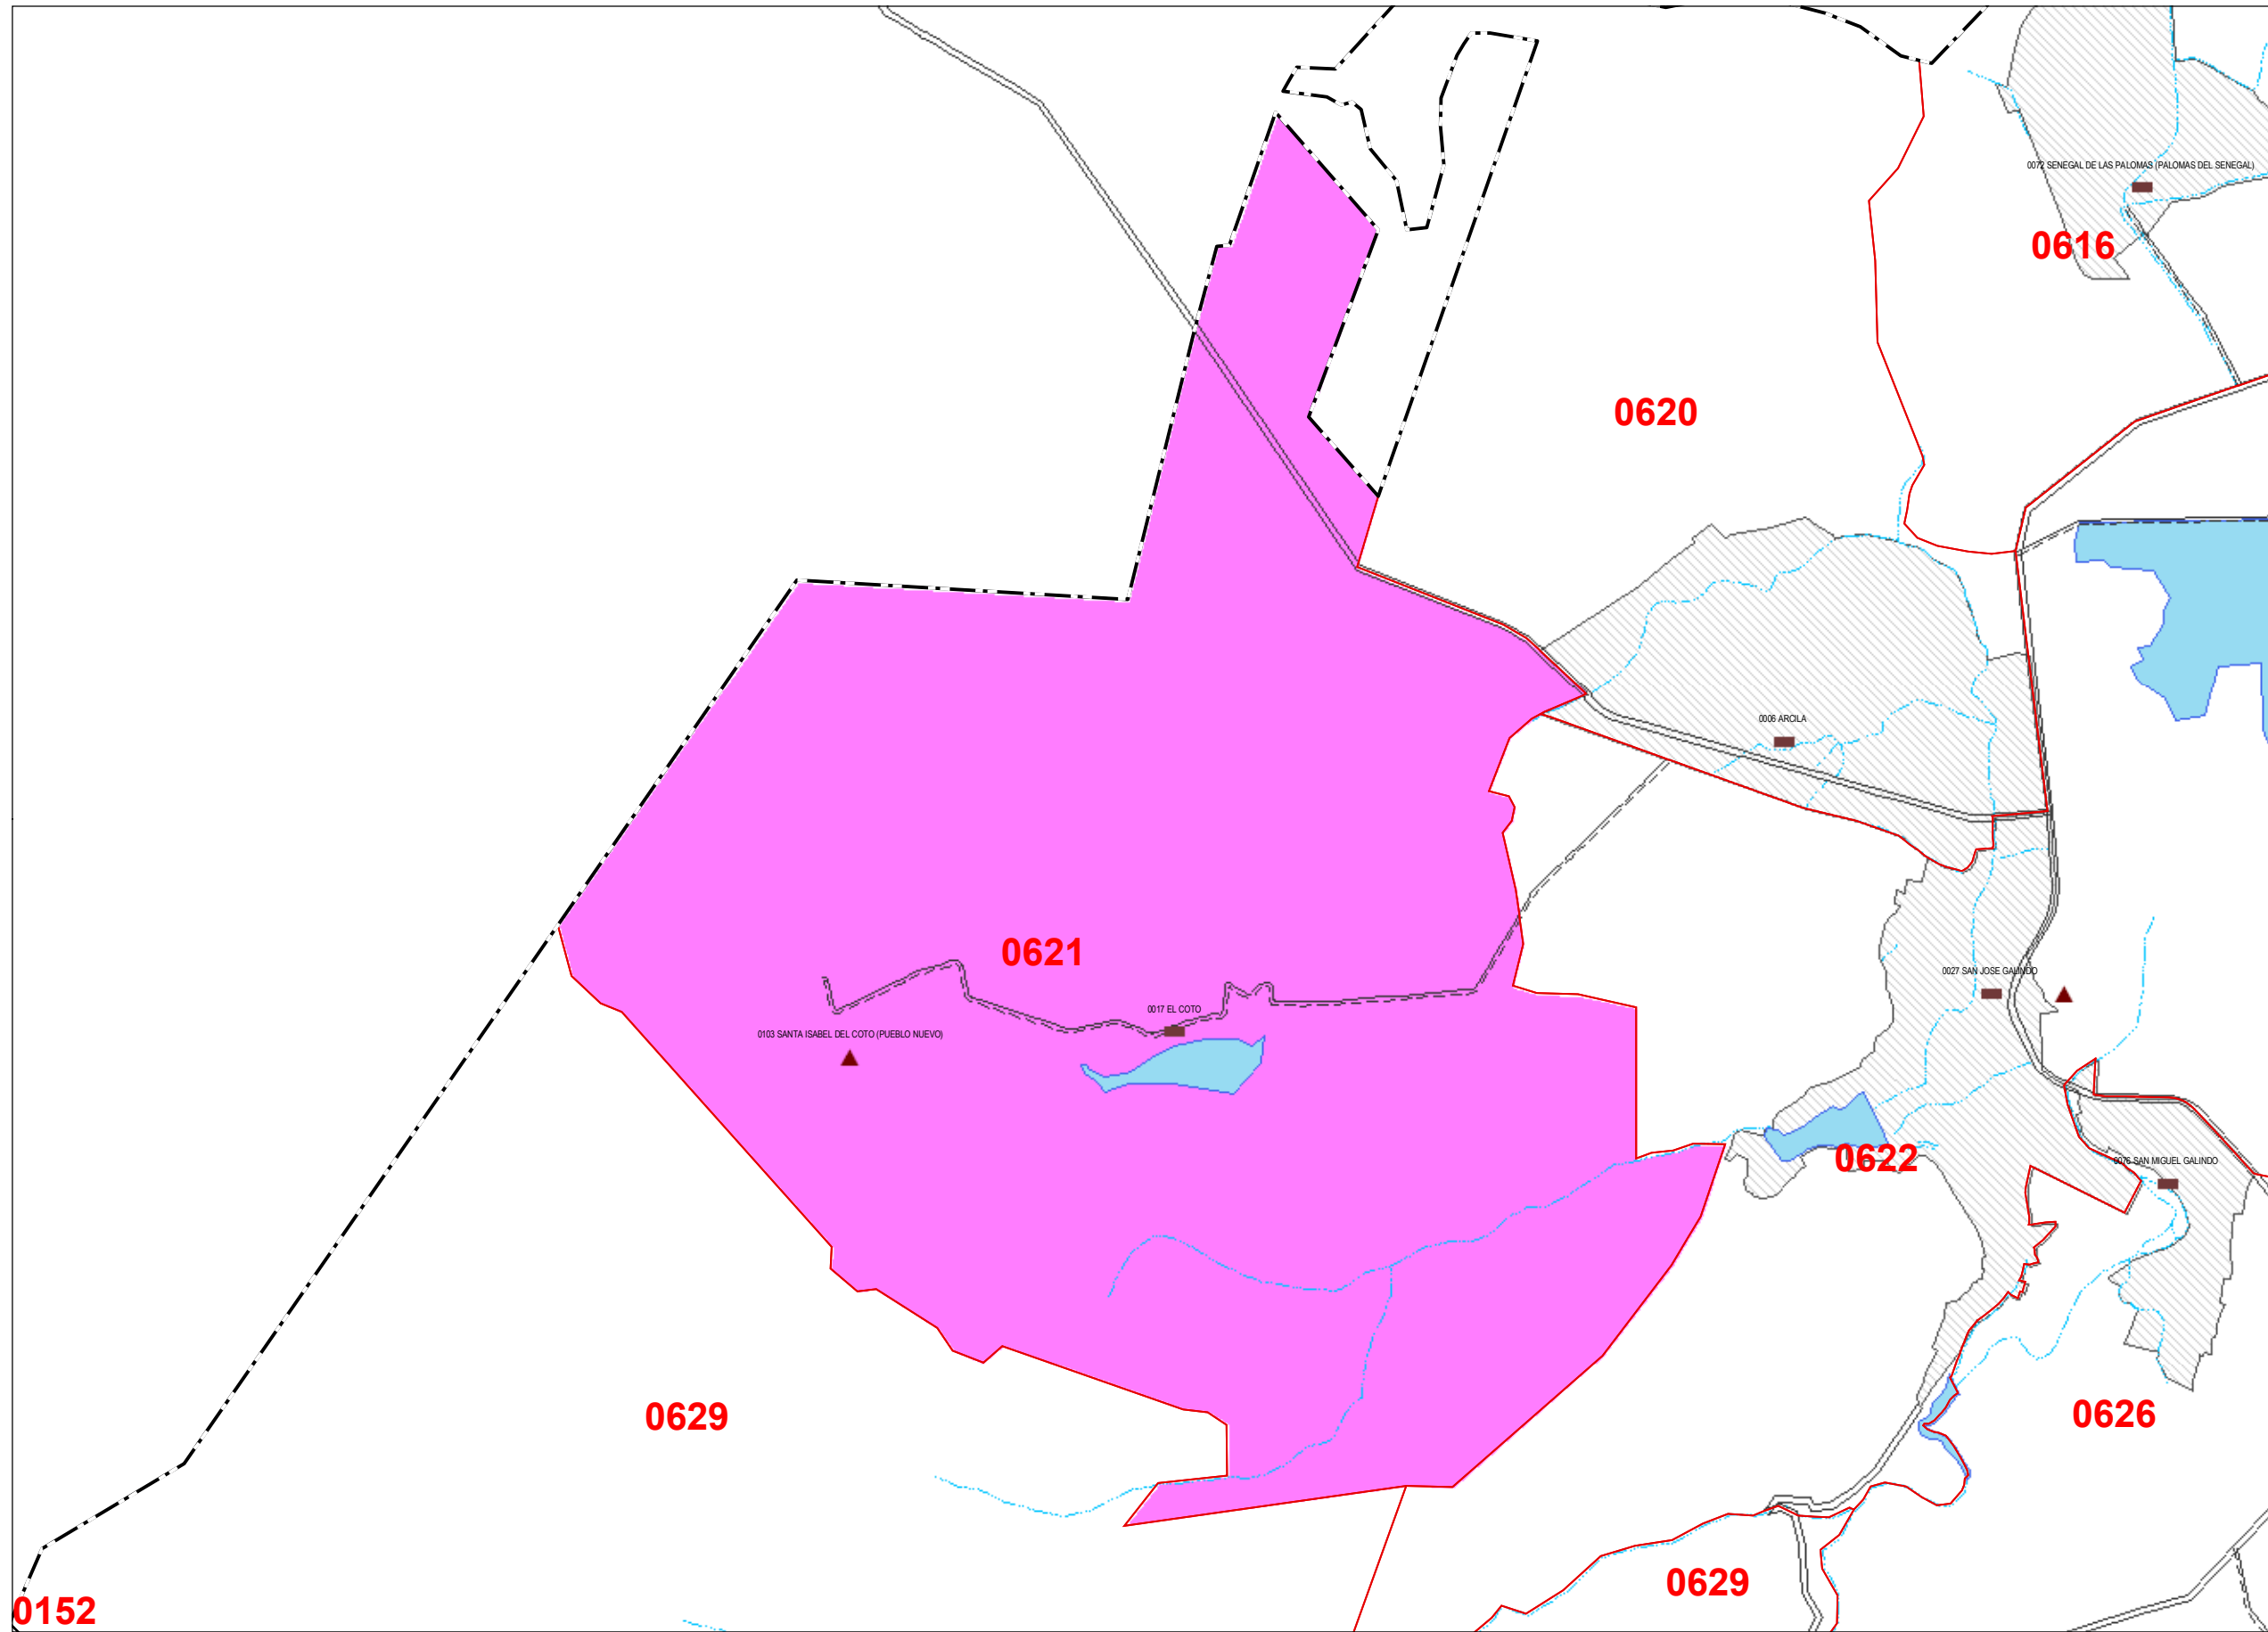 0072 SENEGAL DE LAS PALOMAS (PALOMAS DEL SENEGAL)
0616
0620
0006 ARCILA
0621
0027 SAN JOSE GALINDO
0017 EL COTO
0103 SANTA ISABEL DEL COTO (PUEBLO NUEVO)
0622
0076 SAN MIGUEL GALINDO
0629
0626
0629
0152